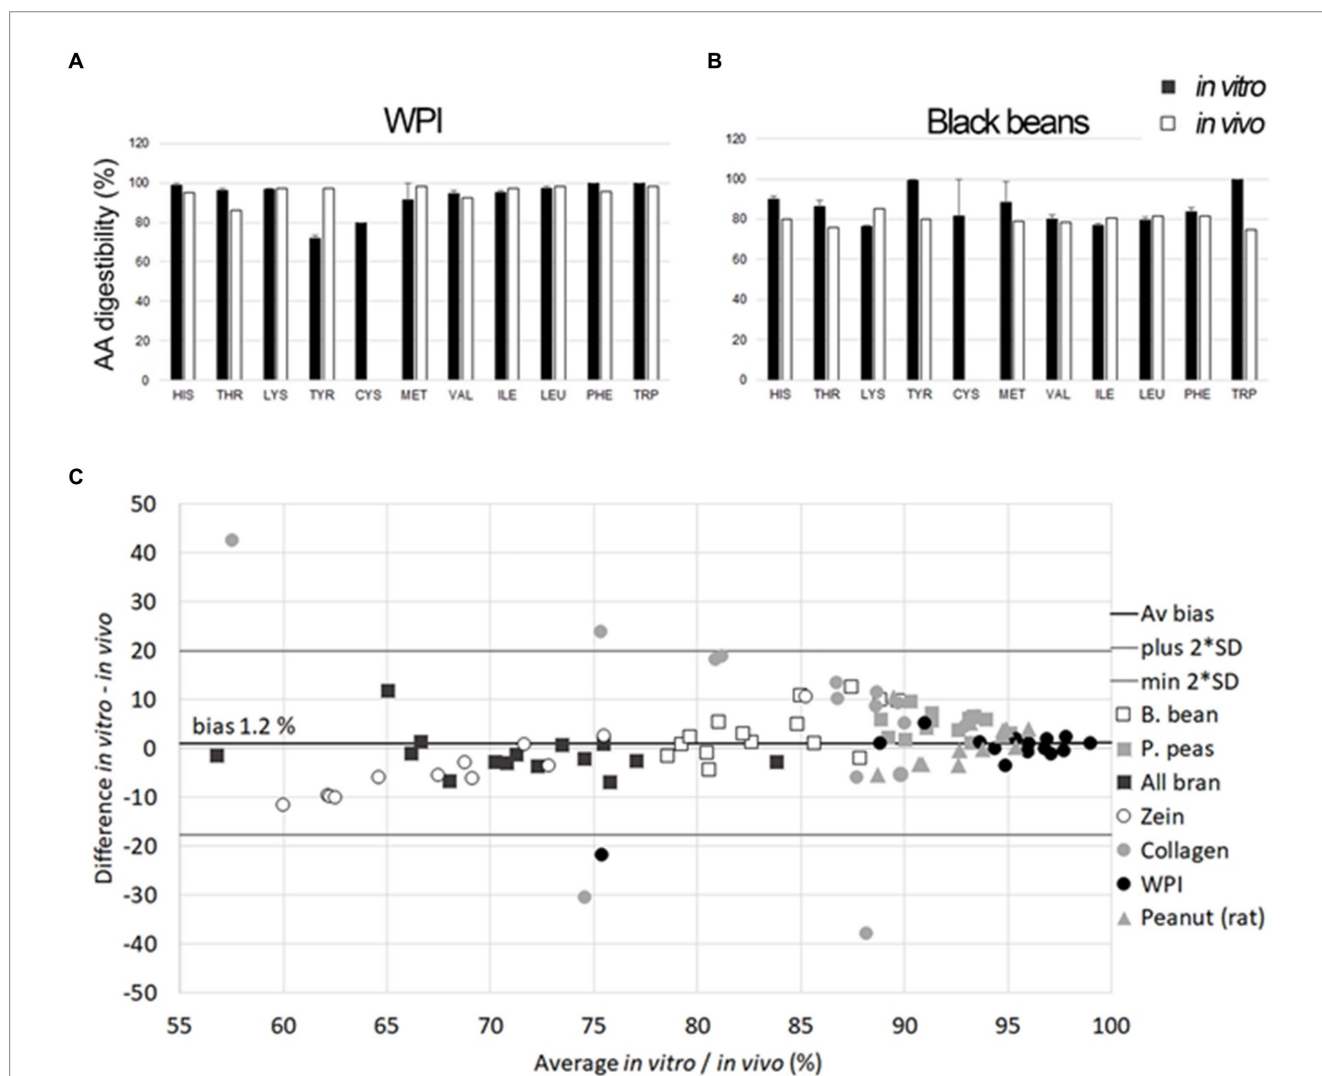 A
B
in vitro
in vivo
WPI
Black beans
AA digestibility (%)
120
100
80
60
40
20
0
HIS THR LYS TYR CYS MET VAL ILE LEU PHE TRP
120
100
80
60
40
20
0
HIS THR LYS TYR CYS MET VAL ILE LEU PHE TRP
C
Difference in vitro - in vivo
50
40
30
20
10
0
-10
-20
-30
-40
-50
bias 1.2 %
55 60 65 70 75 80 85 90 95 100
Average in vitro / in vivo (%)
Av bias
plus 2*SD
min 2*SD
B. bean
P. peas
All bran
Zein
Collagen
WPI
Peanut (rat)